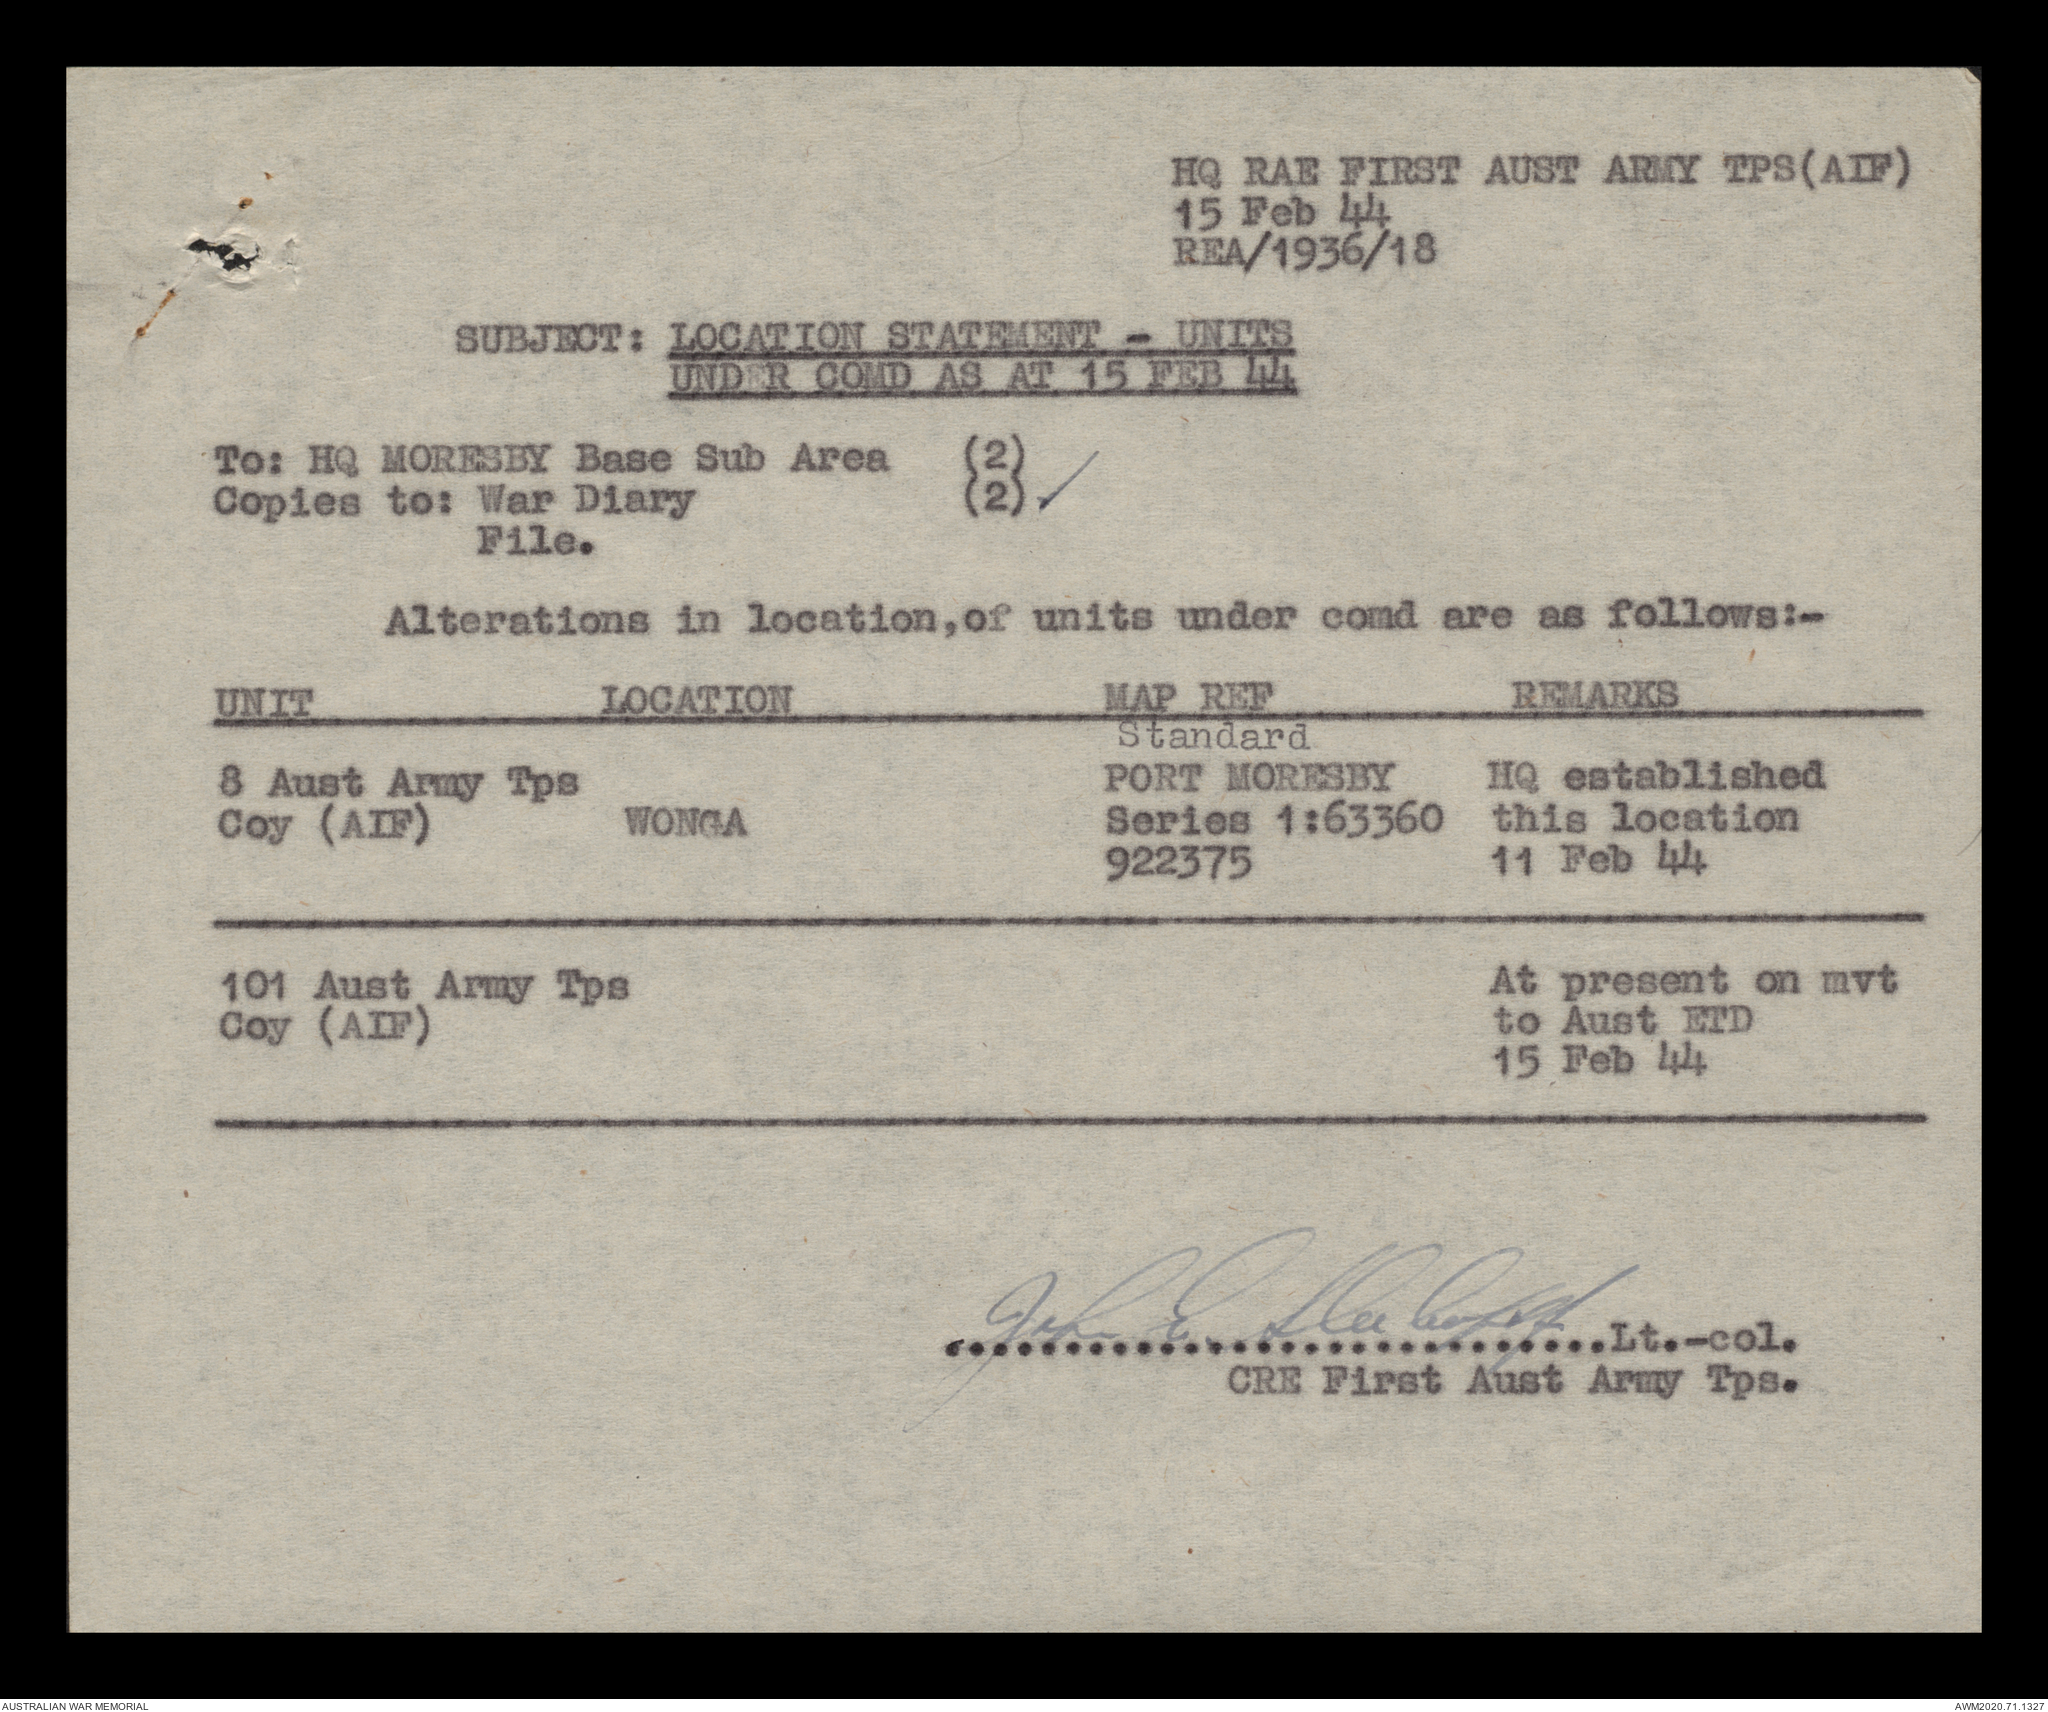 HQ RAE FIRST AUST ARMY TPS(AIF)
15 Feb 44
REA/1936/18
SUBJECT: LOCATION STATEMENT - UNITS
UNDER COMD AS AT 15 FEB 44
To: HQ MORESBY Base Sub Area (2)
Copies to: War Diary (2)
File.
Alterations in location,of units under comd are as follows:-
UNIT LOCATION MAP REF REMARKS
Standard
8 Aust Army Tps PORT MORESBY HQ established
Coy (AIF) WONGA Series 1:63360 this location
922375 11 Feb 44
101 Aust Army Tps At present on mvt
Coy (AIF) to Aust ETD
15 Feb 44
John
..............................Lt.-col.
CRE First Aust Army Tps.
AUSTRALIAN WAR MEMORIAL AWM2020.71.1327